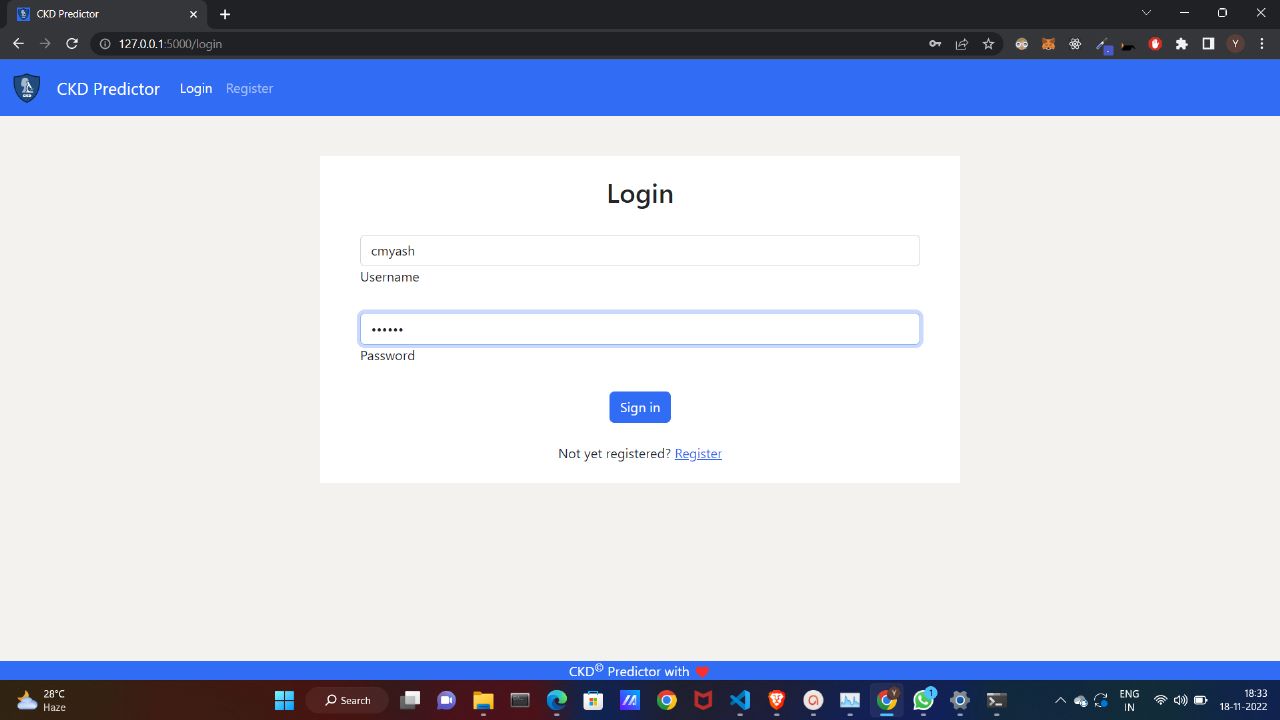 CKD Predictor
127.0.0.1:5000/login
Y
CKD Predictor Login Register
Login
cmyash
Username
••••••
Password
Sign in
Not yet registered? Register
CKD© Predictor with ❤
28°C
Haze
Search
Y
1
ENG
IN
18:33
18-11-2022